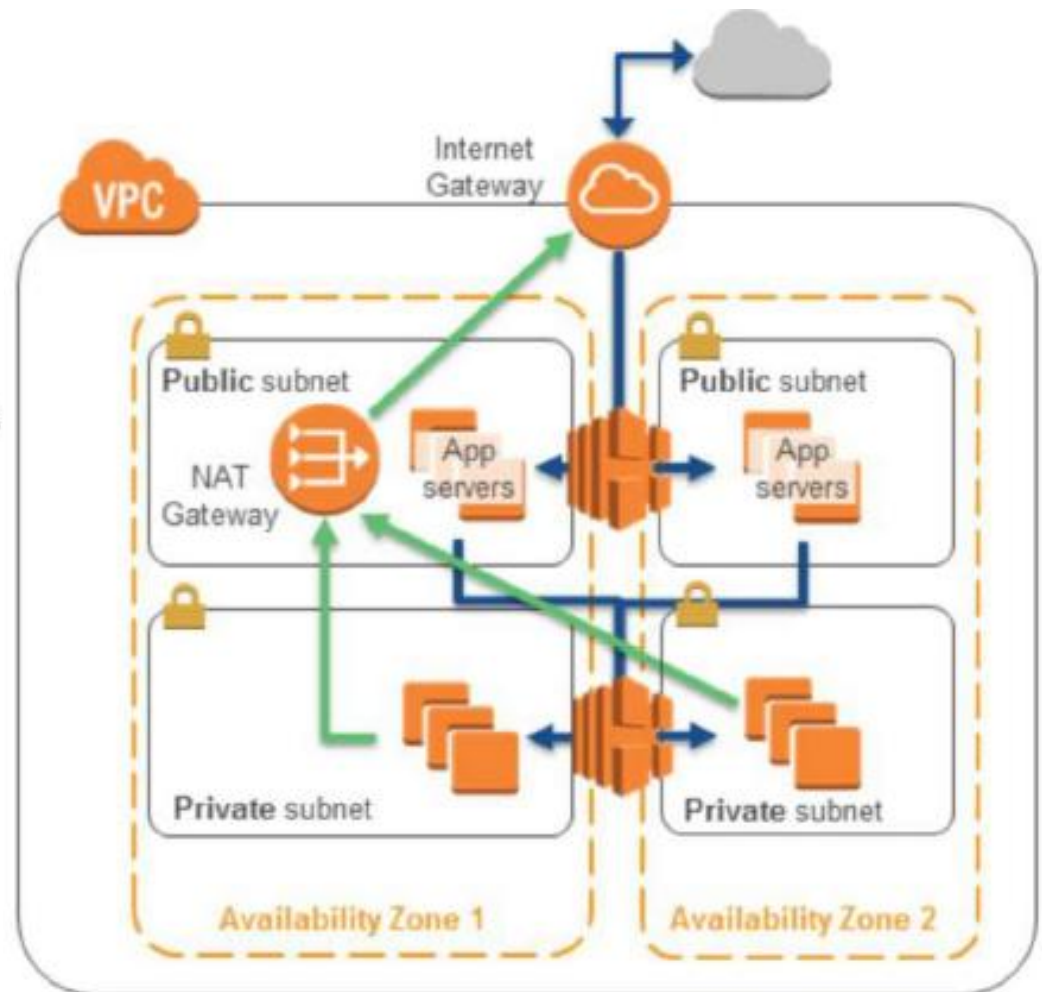 Internet
Gateway
VPC
Public subnet
NAT
Gateway
App
servers
Public subnet
App
servers
Private subnet
Private subnet
Availability Zone 1
Availability Zone 2